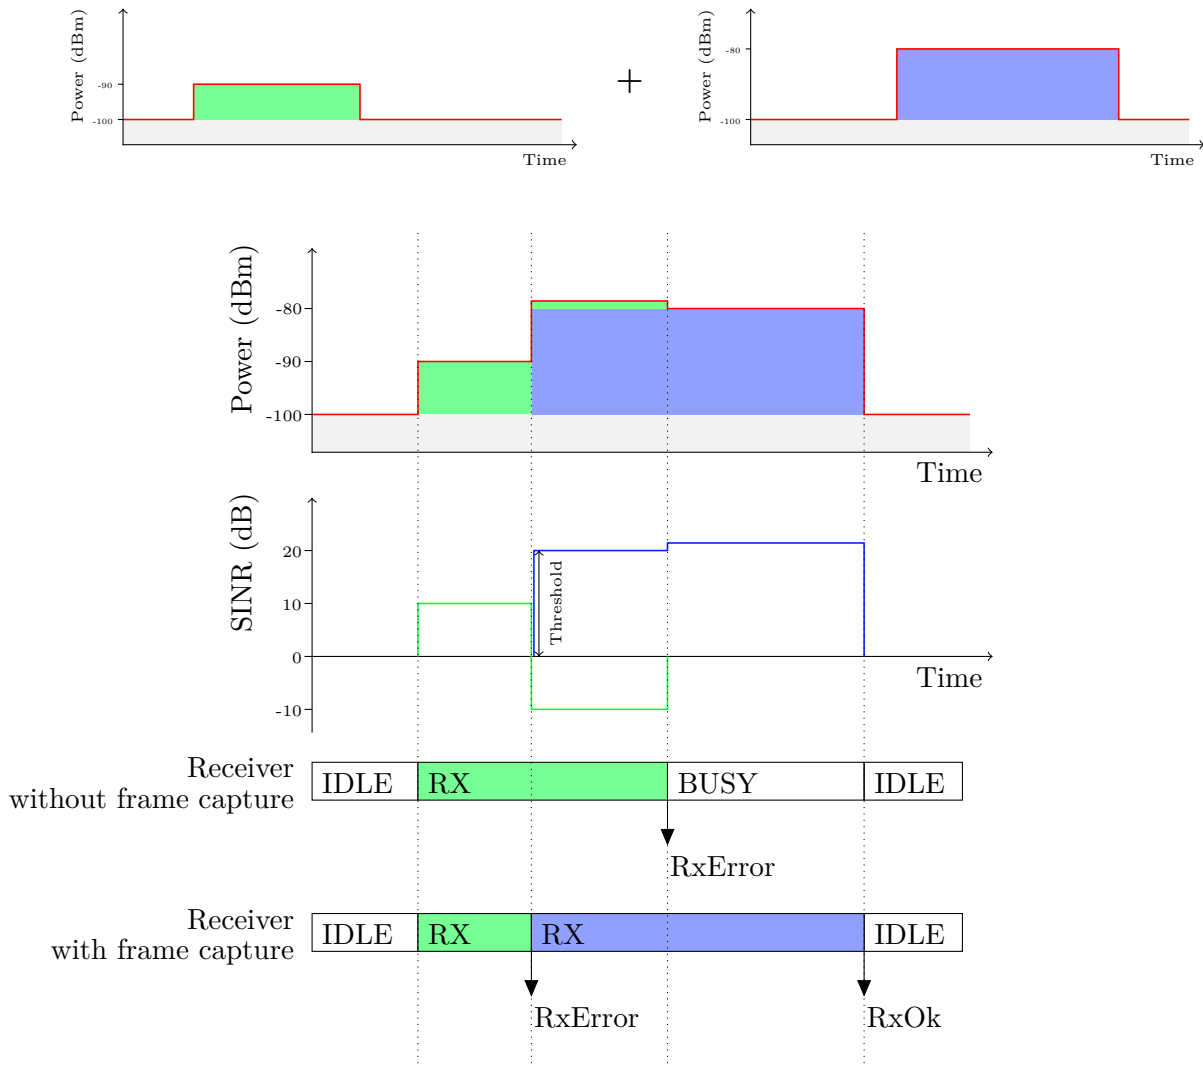 Power (dBm)
-90
-100
Time
+
Power (dBm)
-80
-100
Time
Power (dBm)
-80
-90
-100
Time
SINR (dB)
20
10
0
-10
Threshold
Time
Receiver
without frame capture
IDLE
RX
BUSY
IDLE
RxError
Receiver
with frame capture
IDLE
RX
RX
IDLE
RxError
RxOk